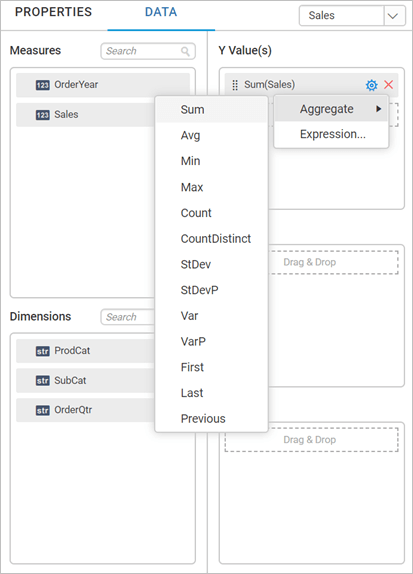 PROPERTIES
DATA
Sales
Measures
Search
123 OrderYear
123 Sales
Dimensions
Search
str ProdCat
str SubCat
str OrderQtr
Y Value(s)
Sum(Sales)
Aggregate
Expression...
Sum
Avg
Min
Max
Count
CountDistinct
StDev
StDevP
Var
VarP
First
Last
Previous
Drag & Drop
Drag & Drop